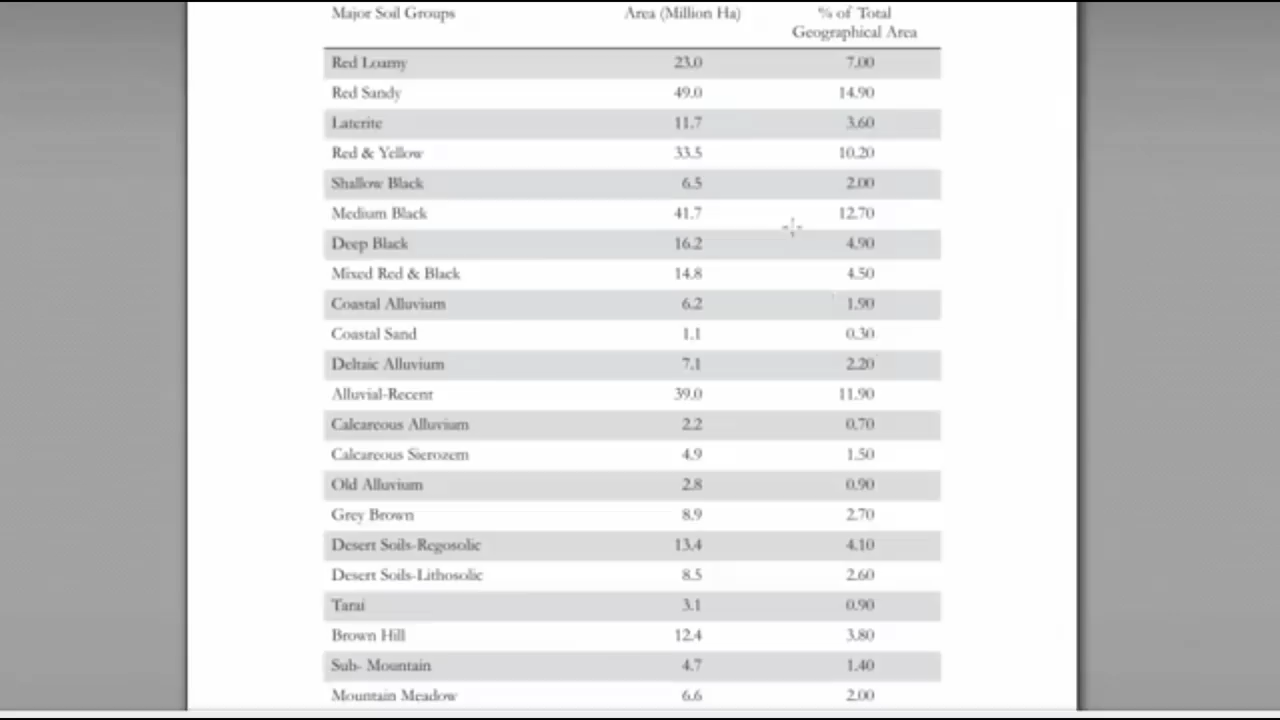 Major Soil Groups Area (Million Ha) % of Total
Geographical Area
Red Loamy 23.0 7.00
Red Sandy 49.0 14.90
Laterite 11.7 3.60
Red & Yellow 33.5 10.20
Shallow Black 6.5 2.00
Medium Black 41.7 12.70
Deep Black 16.2 4.90
Mixed Red & Black 14.8 4.50
Coastal Alluvium 6.2 1.90
Coastal Sand 1.1 0.30
Deltaic Alluvium 7.1 2.20
Alluvial-Recent 39.0 11.90
Calcareous Alluvium 2.2 0.70
Calcareous Sierozem 4.9 1.50
Old Alluvium 2.8 0.90
Grey Brown 8.9 2.70
Desert Soils-Regosolic 13.4 4.10
Desert Soils-Lithosolic 8.5 2.60
Tarai 3.1 0.90
Brown Hill 12.4 3.80
Sub- Mountain 4.7 1.40
Mountain Meadow 6.6 2.00